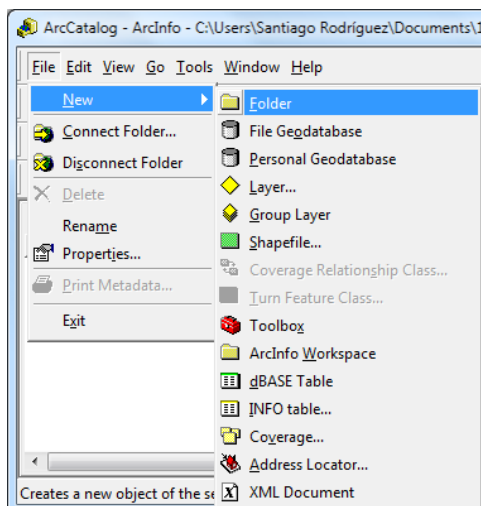 ArcCatalog - ArcInfo - C:\Users\Santiago Rodríguez\Documents\1
File Edit View Go Tools Window Help
New
Connect Folder...
Disconnect Folder
Delete
Rename
Properties...
Print Metadata...
Exit
Folder
File Geodatabase
Personal Geodatabase
Layer...
Group Layer
Shapefile...
Coverage Relationship Class...
Turn Feature Class...
Toolbox
ArcInfo Workspace
dBASE Table
INFO table...
Coverage...
Address Locator...
XML Document
Creates a new object of the se